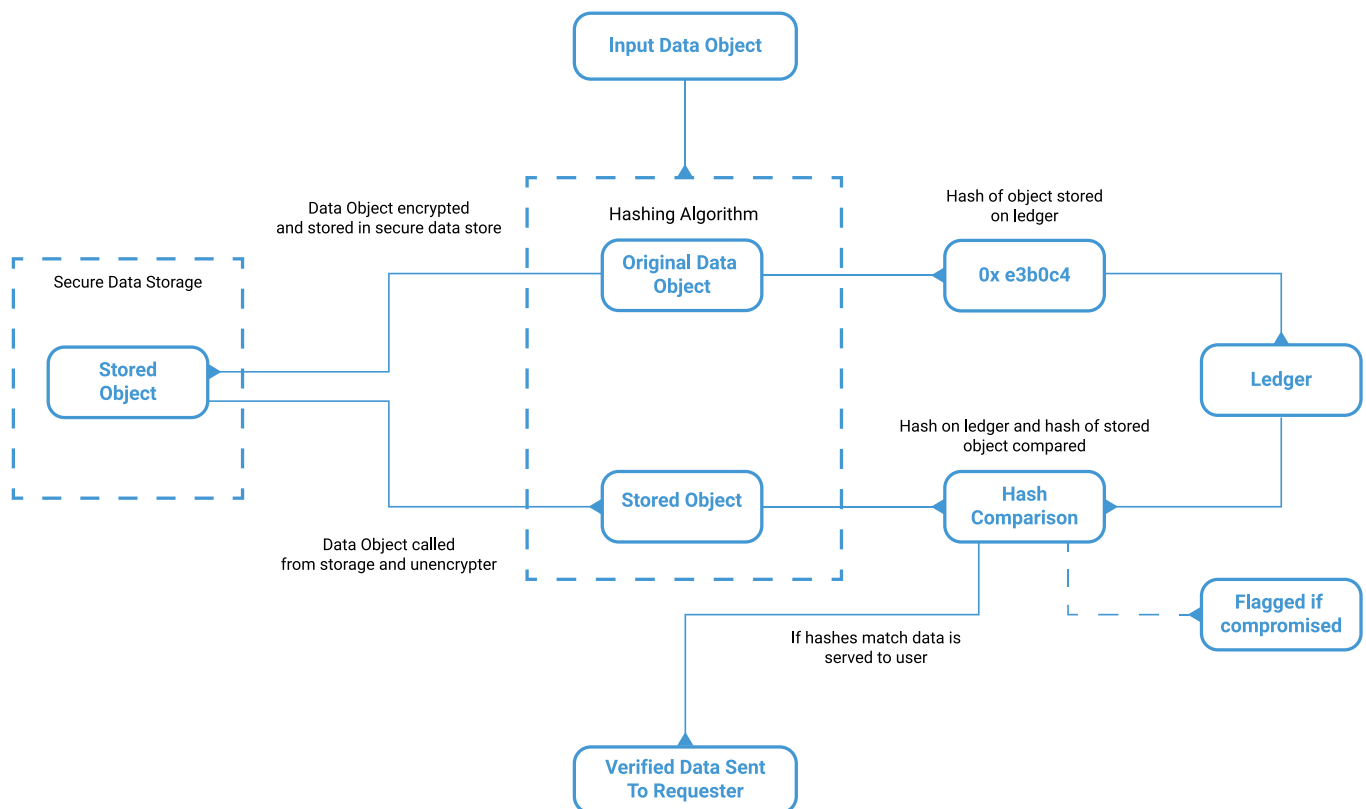 Input Data Object
Data Object encrypted
and stored in secure data store
Hashing Algorithm
Hash of object stored
on ledger
Secure Data Storage
Original Data
Object
0x e3b0c4
Stored
Object
Ledger
Hash on ledger and hash of stored
object compared
Stored Object
Hash
Comparison
Data Object called
from storage and unencrypter
Flagged if
compromised
If hashes match data is
served to user
Verified Data Sent
To Requester